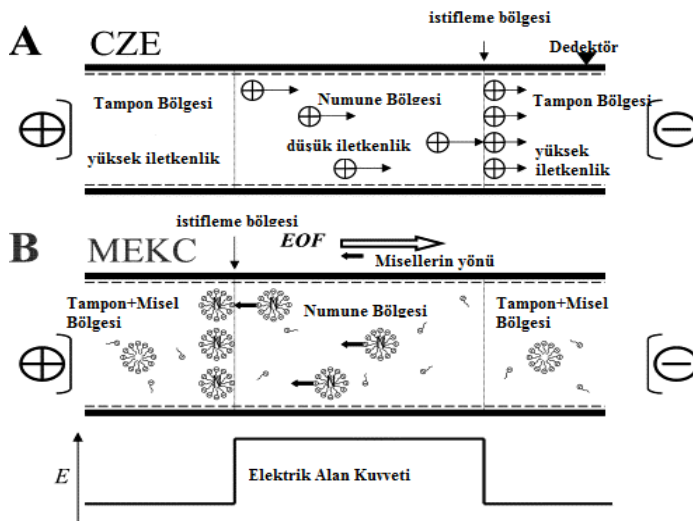 istifleme bölgesi
A CZE
Dedektör
Tampon Bölgesi
Numune Bölgesi
Tampon Bölgesi
yüksek iletkenlik
düşük iletkenlik
yüksek
iletkenlik
istifleme bölgesi
EOF
B MEKC
Misellerin yönü
Tampon+Misel
Bölgesi
Numune Bölgesi
Tampon+Misel
Bölgesi
N N
N N
N N
E
Elektrik Alan Kuvveti